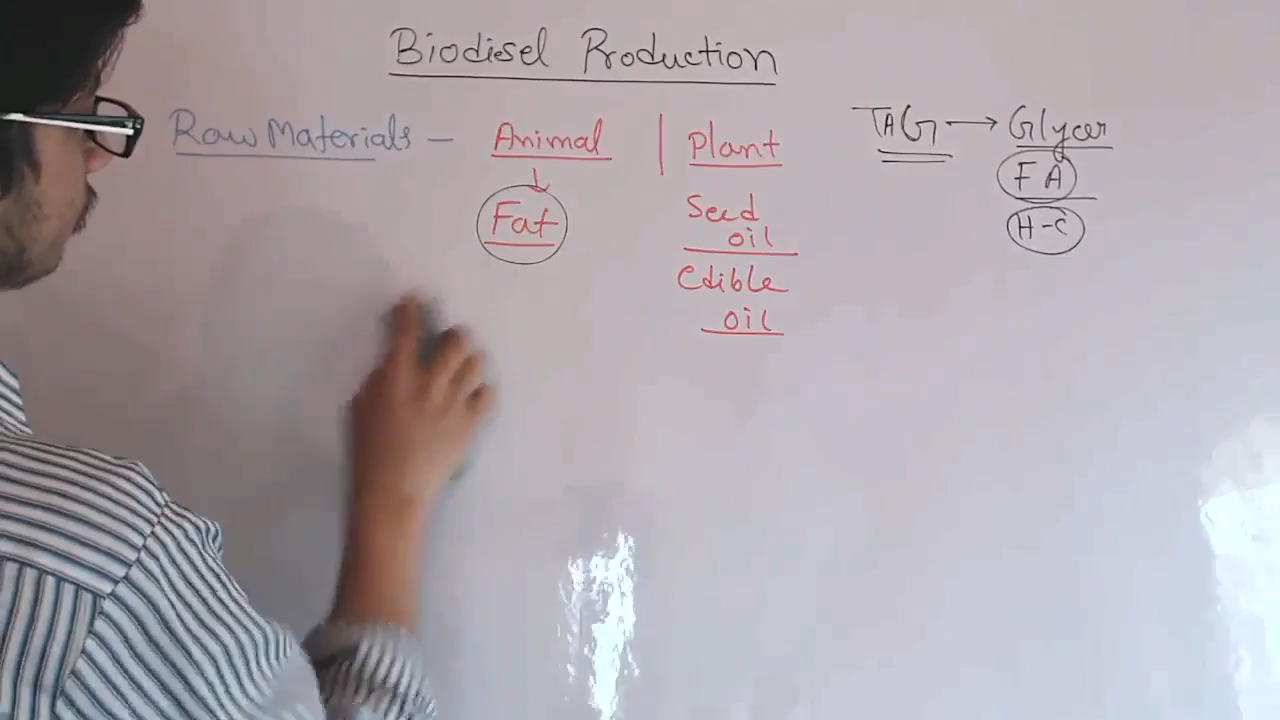 Biodiesel Production
Raw Materials - Animal | Plant
Fat
Seed
oil
Edible
oil
TAG → Glycer
FA
H-C